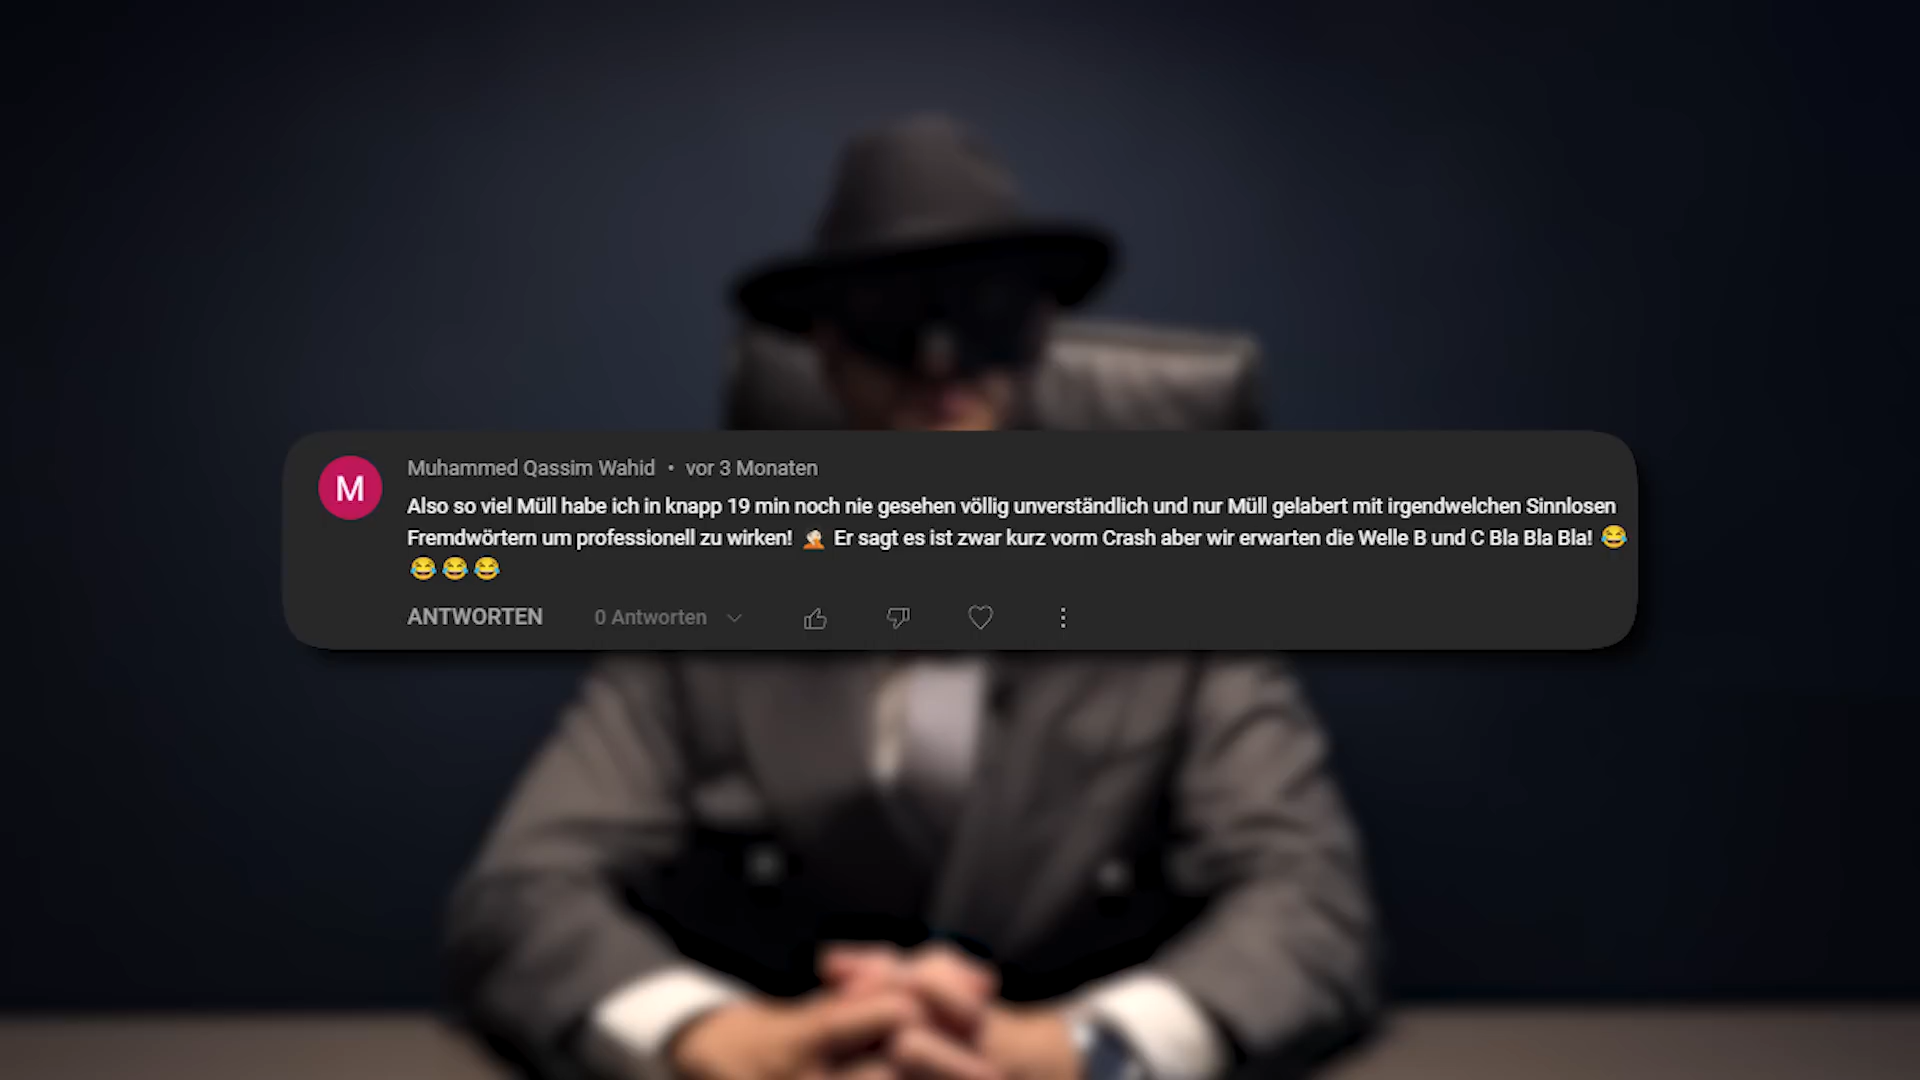 M
Muhammed Qassim Wahid • vor 3 Monaten
Also so viel Müll habe ich in knapp 19 min noch nie gesehen völlig unverständlich und nur Müll gelabert mit irgendwelchen Sinnlosen
Fremdwörtern um professionell zu wirken! 🤦🏻 Er sagt es ist zwar kurz vorm Crash aber wir erwarten die Welle B und C Bla Bla Bla! 😂
😂😂😂
ANTWORTEN 0 Antworten